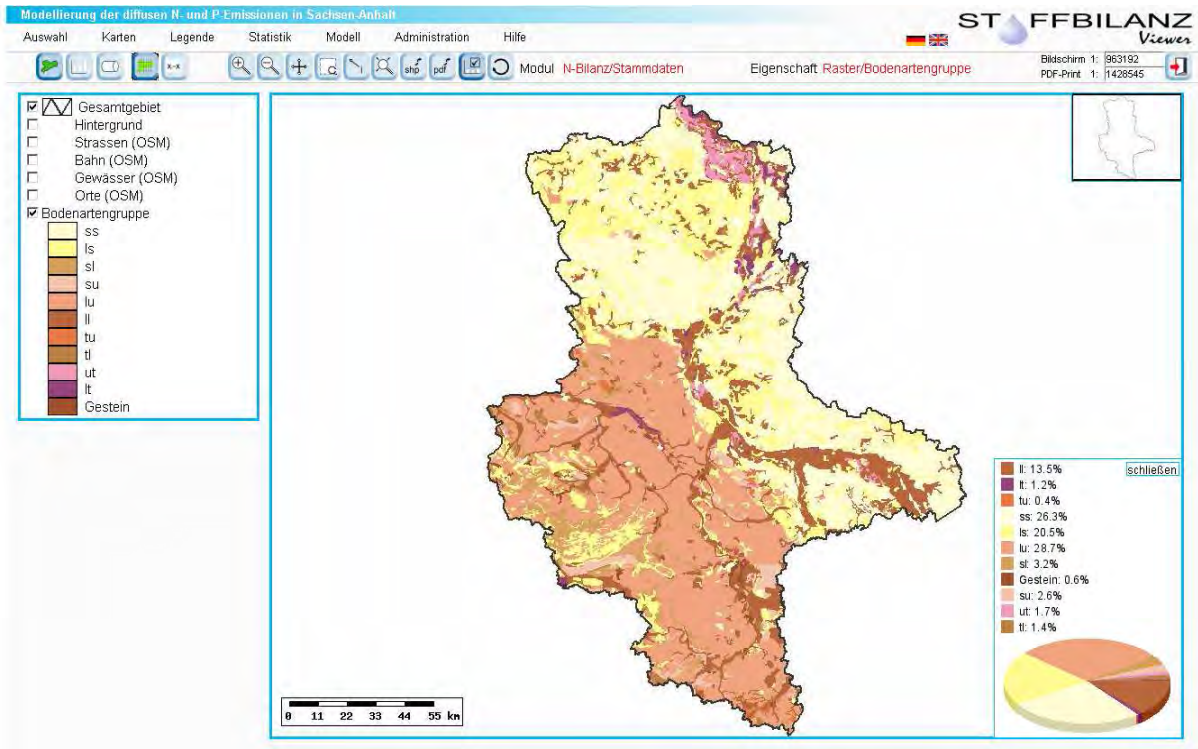 Modellierung der diffusen N- und P-Emissionen in Sachsen-Anhalt
STOFFBILANZ
Viewer
Auswahl Karten Legende Statistik Modell Administration Hilfe
shp pdf Modul N-Bilanz/Stammdaten Eigenschaft Raster/Bodenartengruppe
Bildschirm 1: 963192
PDF-Print 1: 1428545
Gesamtgebiet
Hintergrund
Strassen (OSM)
Bahn (OSM)
Gewässer (OSM)
Orte (OSM)
Bodenartengruppe
ss
ls
sl
su
lu
ll
tu
tl
ut
lt
Gestein
schließen
ll: 13.5%
lt: 1.2%
tu: 0.4%
ss: 26.3%
ls: 20.5%
lu: 28.7%
sl: 3.2%
Gestein: 0.6%
su: 2.6%
ut: 1.7%
tl: 1.4%
0 11 22 33 44 55 km